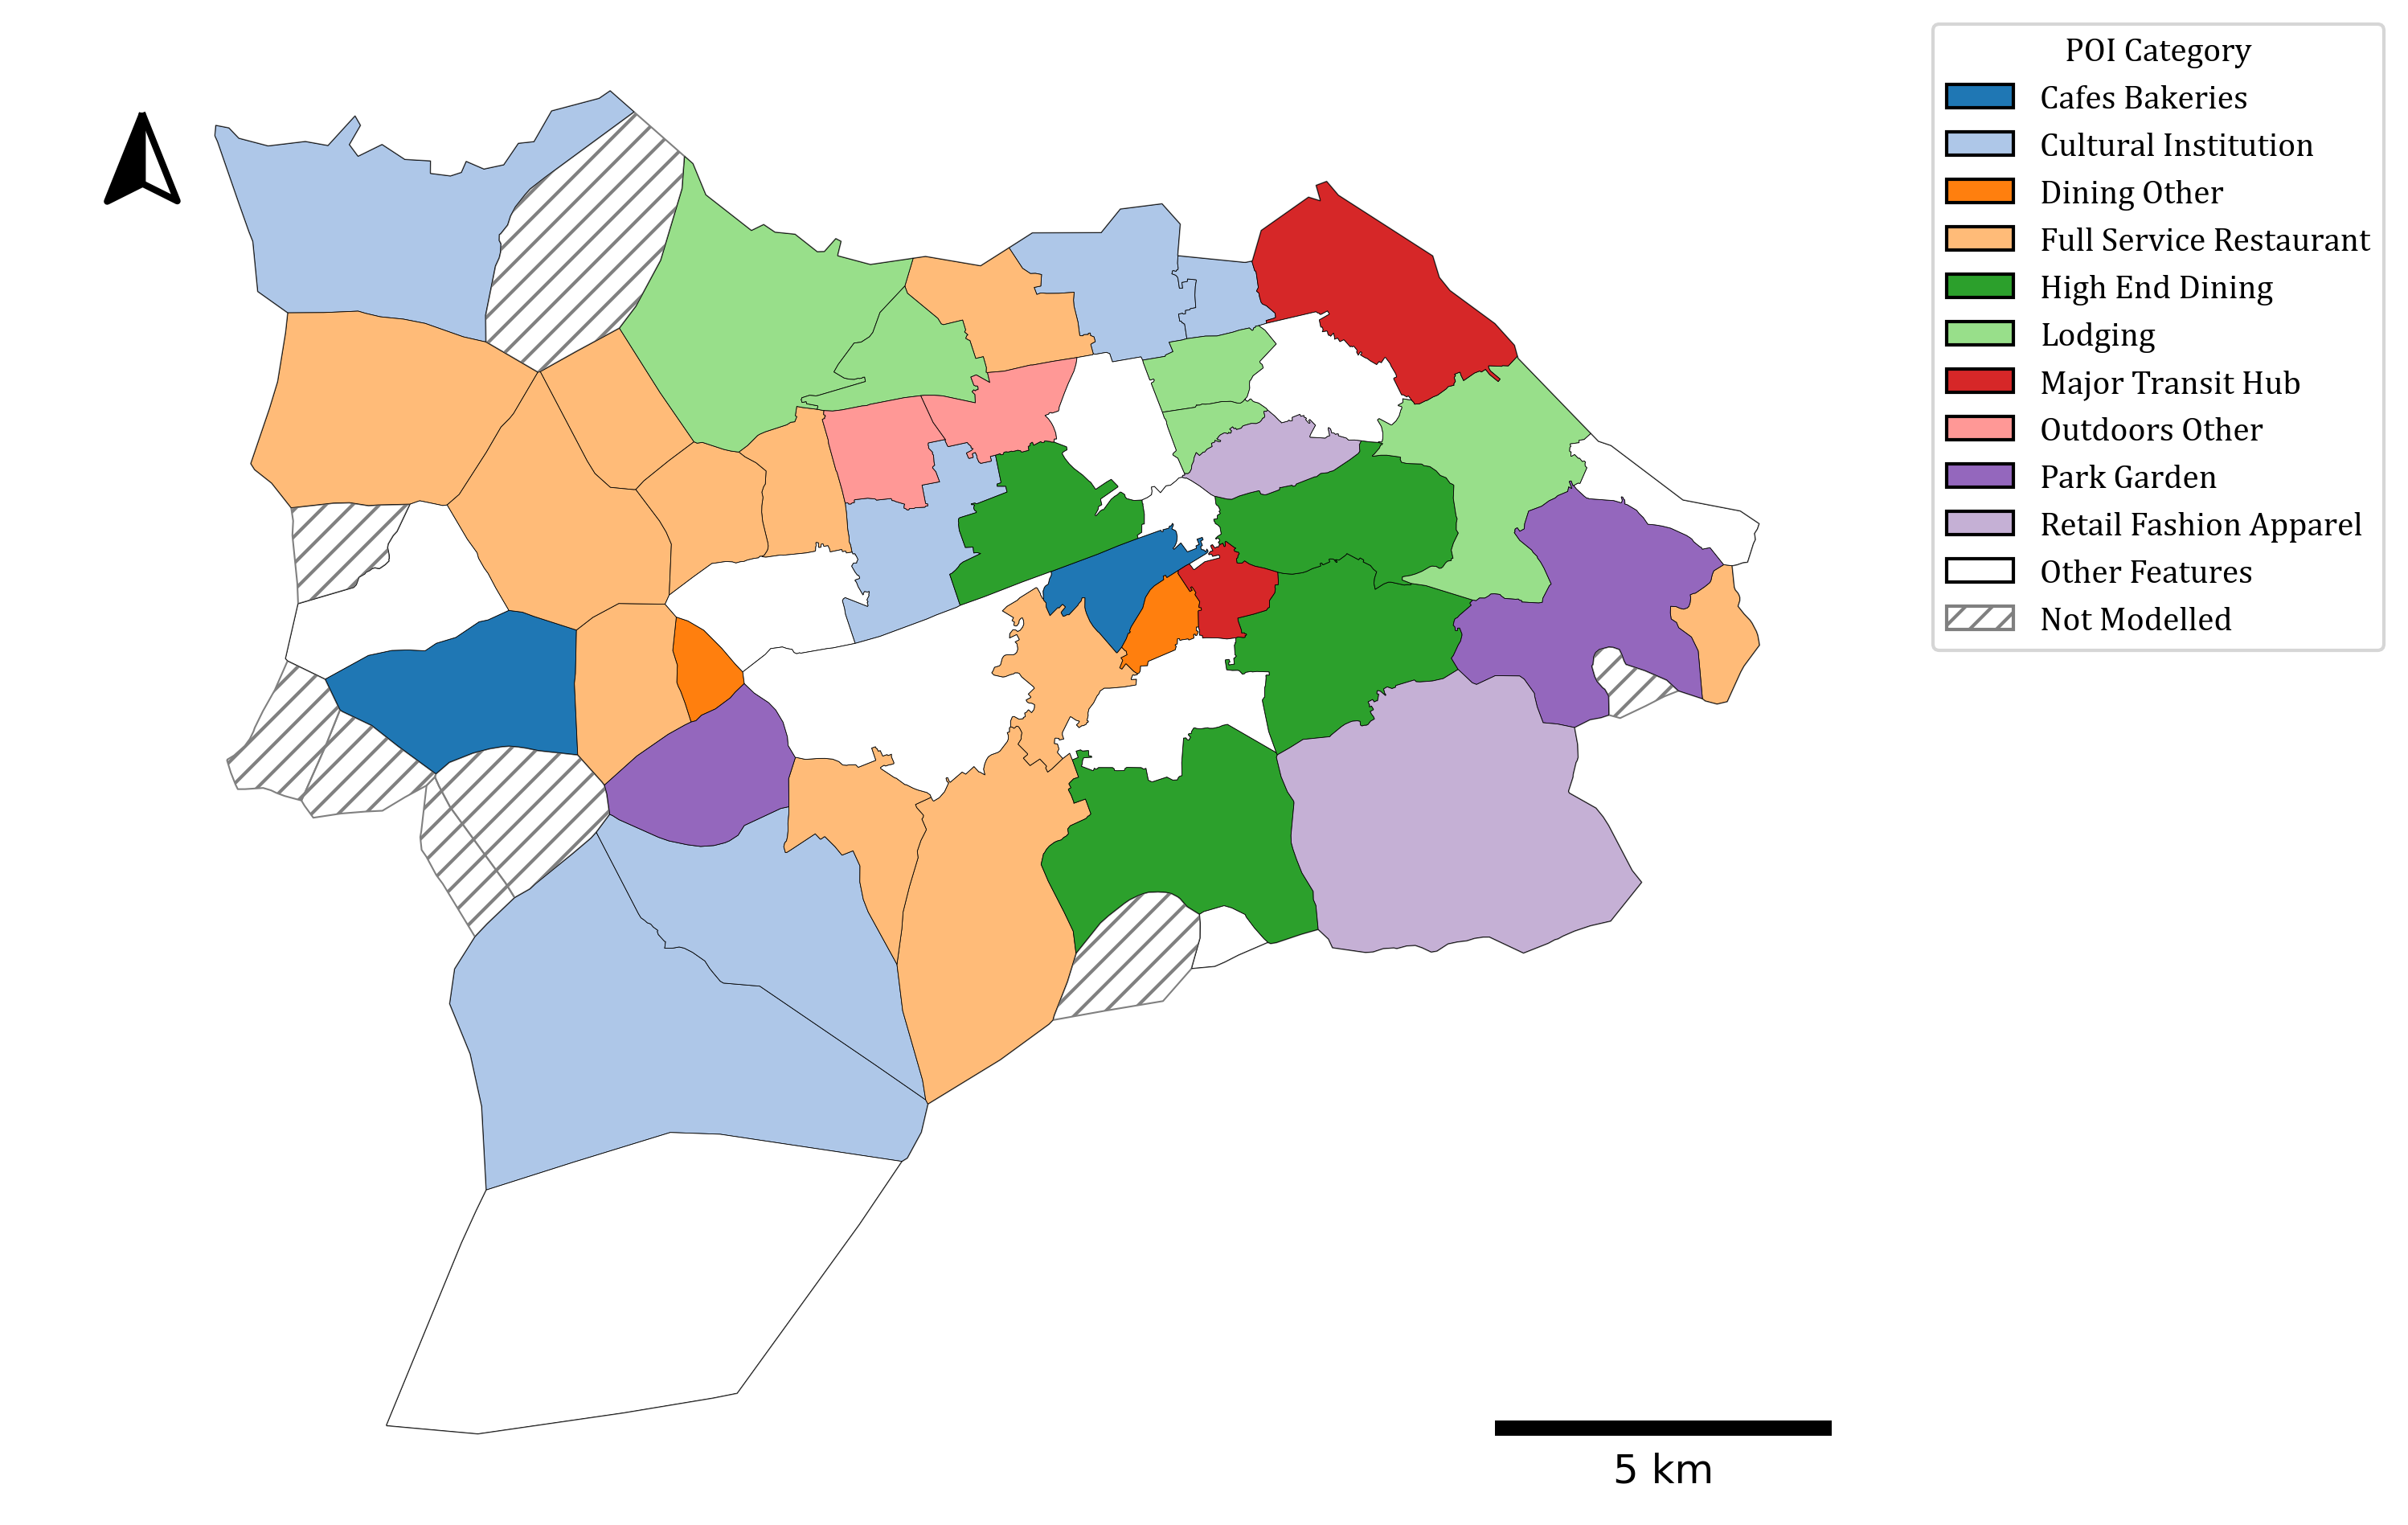 POI Category
Cafes Bakeries
Cultural Institution
Dining Other
Full Service Restaurant
High End Dining
Lodging
Major Transit Hub
Outdoors Other
Park Garden
Retail Fashion Apparel
Other Features
Not Modelled
5 km